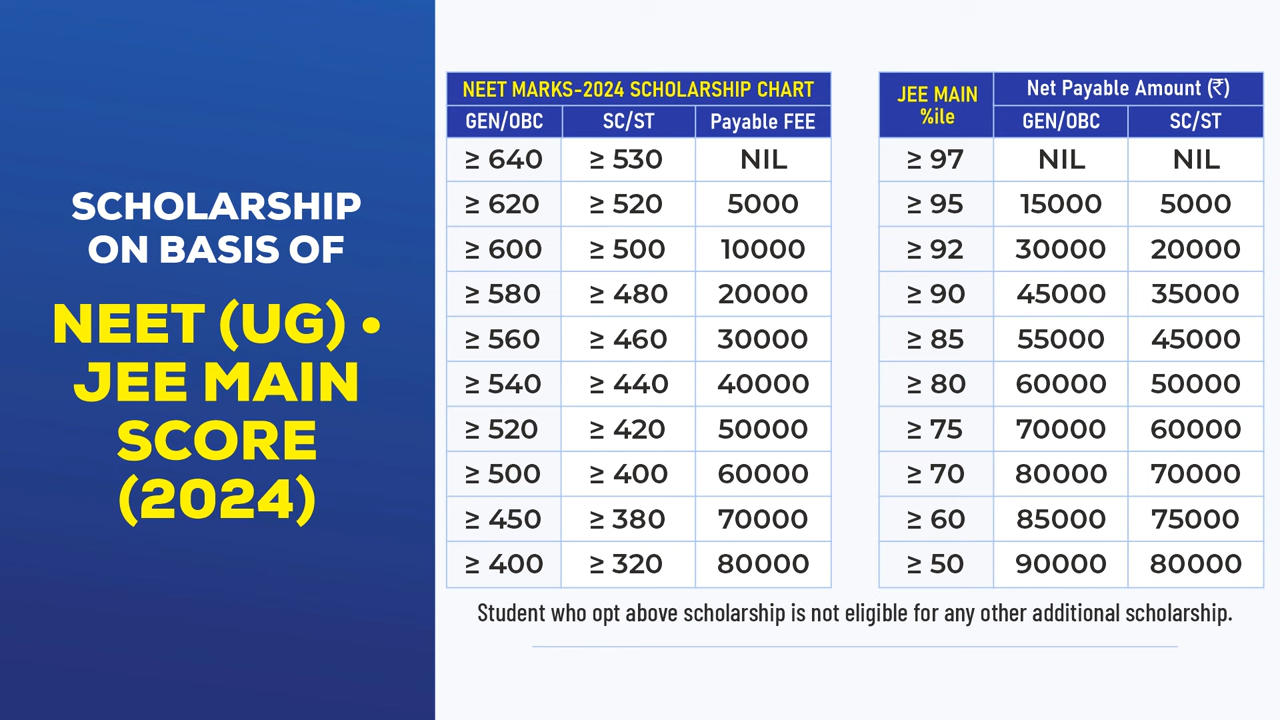 SCHOLARSHIP
ON BASIS OF
NEET (UG) •
JEE MAIN
SCORE
(2024)
NEET MARKS-2024 SCHOLARSHIP CHART
GEN/OBC SC/ST Payable FEE
≥ 640 ≥ 530 NIL
≥ 620 ≥ 520 5000
≥ 600 ≥ 500 10000
≥ 580 ≥ 480 20000
≥ 560 ≥ 460 30000
≥ 540 ≥ 440 40000
≥ 520 ≥ 420 50000
≥ 500 ≥ 400 60000
≥ 450 ≥ 380 70000
≥ 400 ≥ 320 80000
JEE MAIN
%ile
Net Payable Amount (₹)
GEN/OBC SC/ST
≥ 97 NIL NIL
≥ 95 15000 5000
≥ 92 30000 20000
≥ 90 45000 35000
≥ 85 55000 45000
≥ 80 60000 50000
≥ 75 70000 60000
≥ 70 80000 70000
≥ 60 85000 75000
≥ 50 90000 80000
Student who opt above scholarship is not eligible for any other additional scholarship.